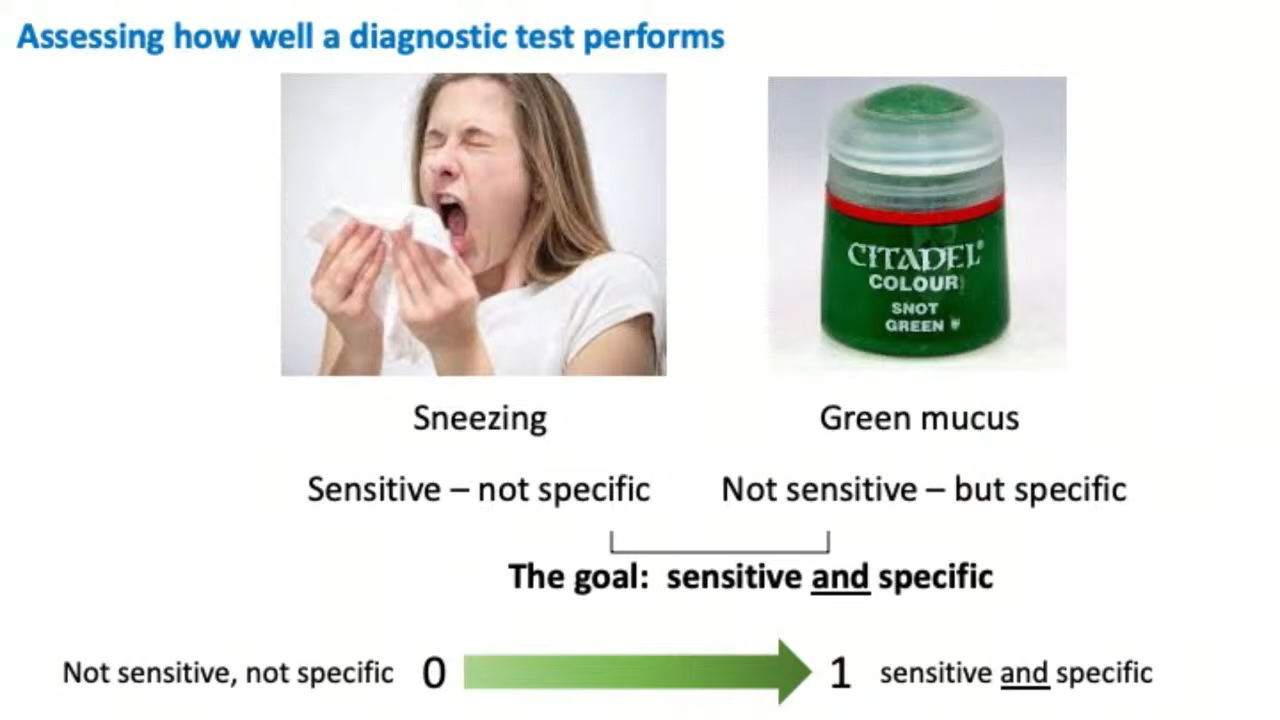 Assessing how well a diagnostic test performs
CITADEL®
COLOUR
SNOT
GREEN
Sneezing
Green mucus
Sensitive – not specific
Not sensitive – but specific
The goal: sensitive and specific
Not sensitive, not specific 0 1 sensitive and specific